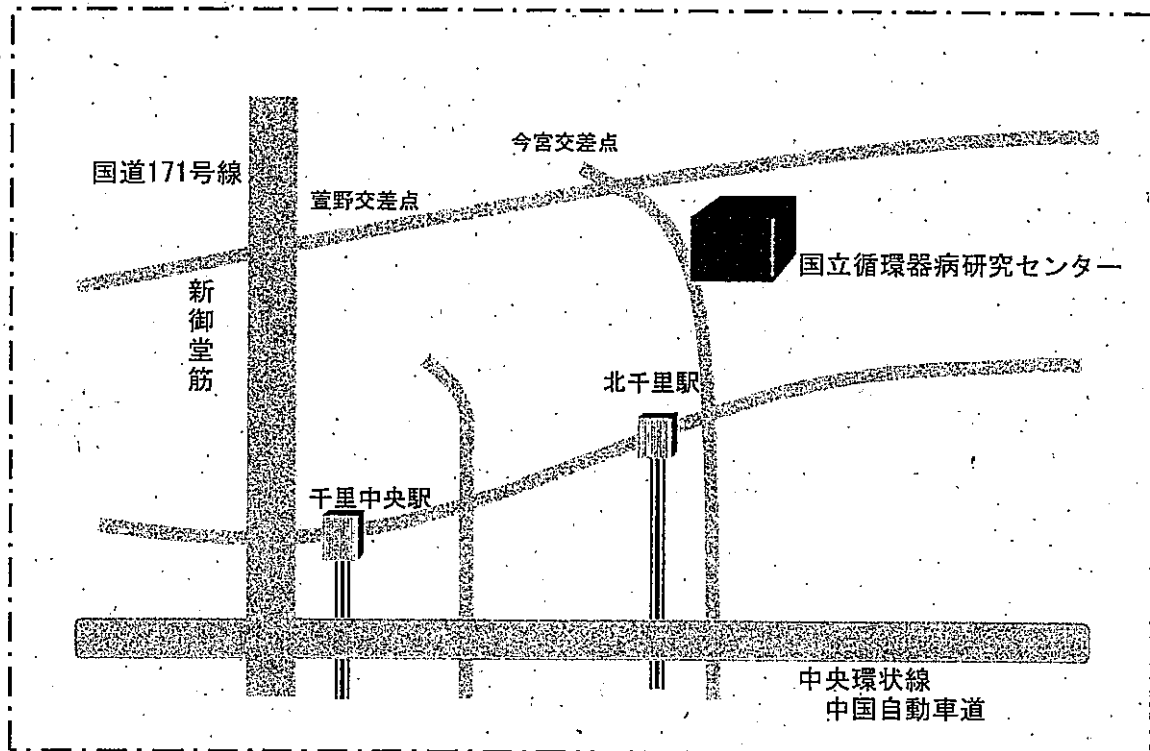 今宮交差点
国道171号線
萱野交差点
国立循環器病研究センター
新御堂筋
北千里駅
千里中央駅
中央環状線
中国自動車道